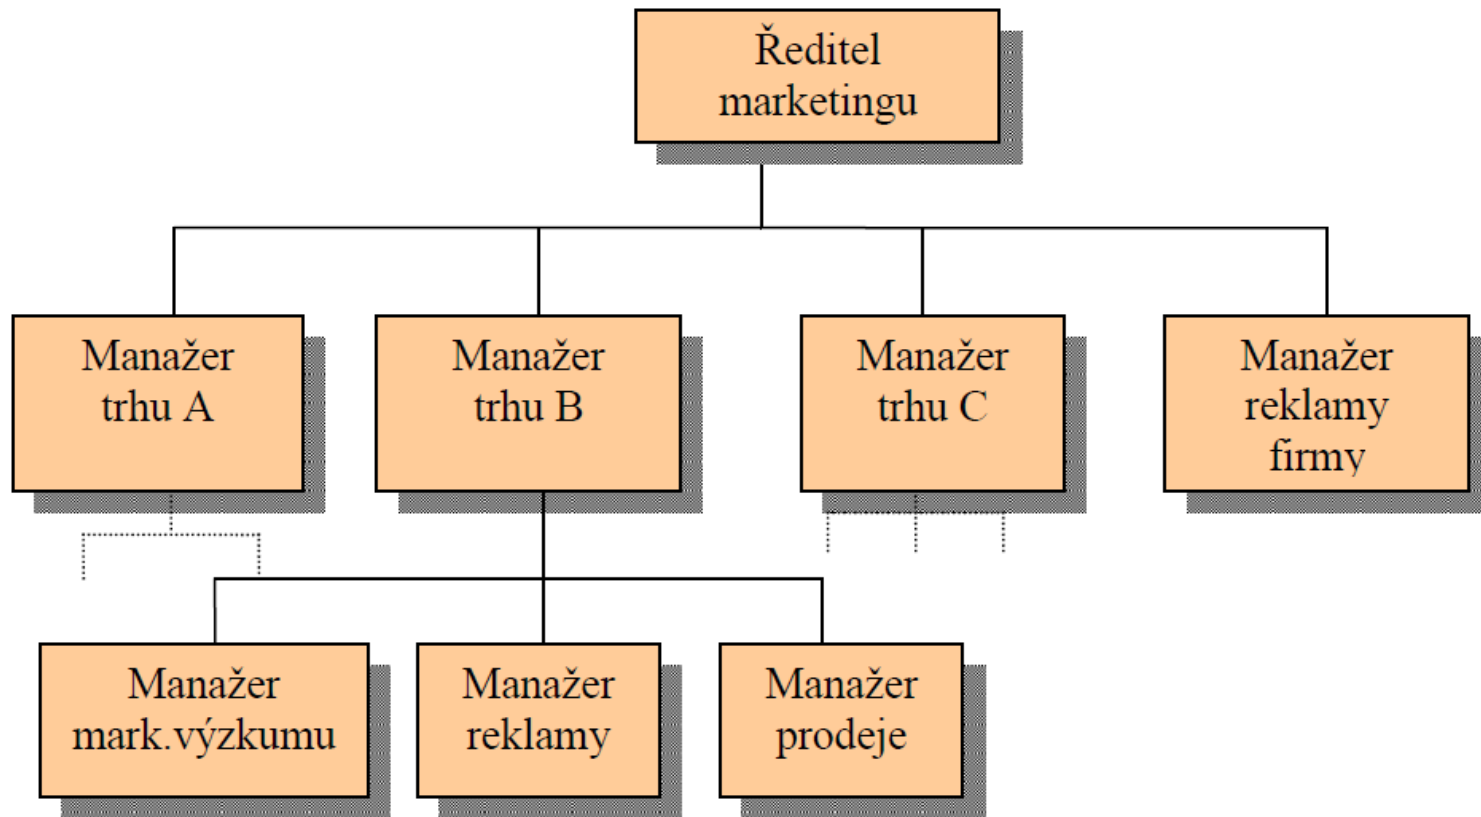 Ředitel
marketingu
Manažer
trhu A
Manažer
trhu B
Manažer
trhu C
Manažer
reklamy
firmy
Manažer
mark.výzkumu
Manažer
reklamy
Manažer
prodeje